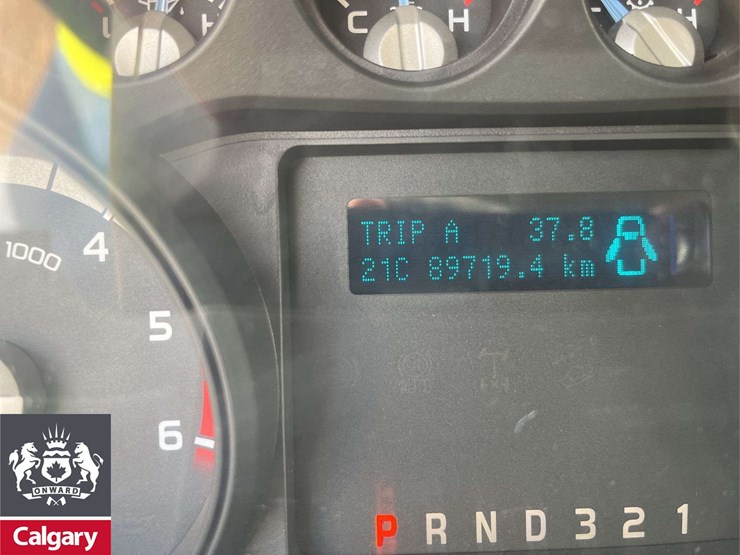 C H
H
TRIP A 37.8
21C 89719.4 km
1000
4
5
6
P R N D 3 2 1
ONWARD
Calgary